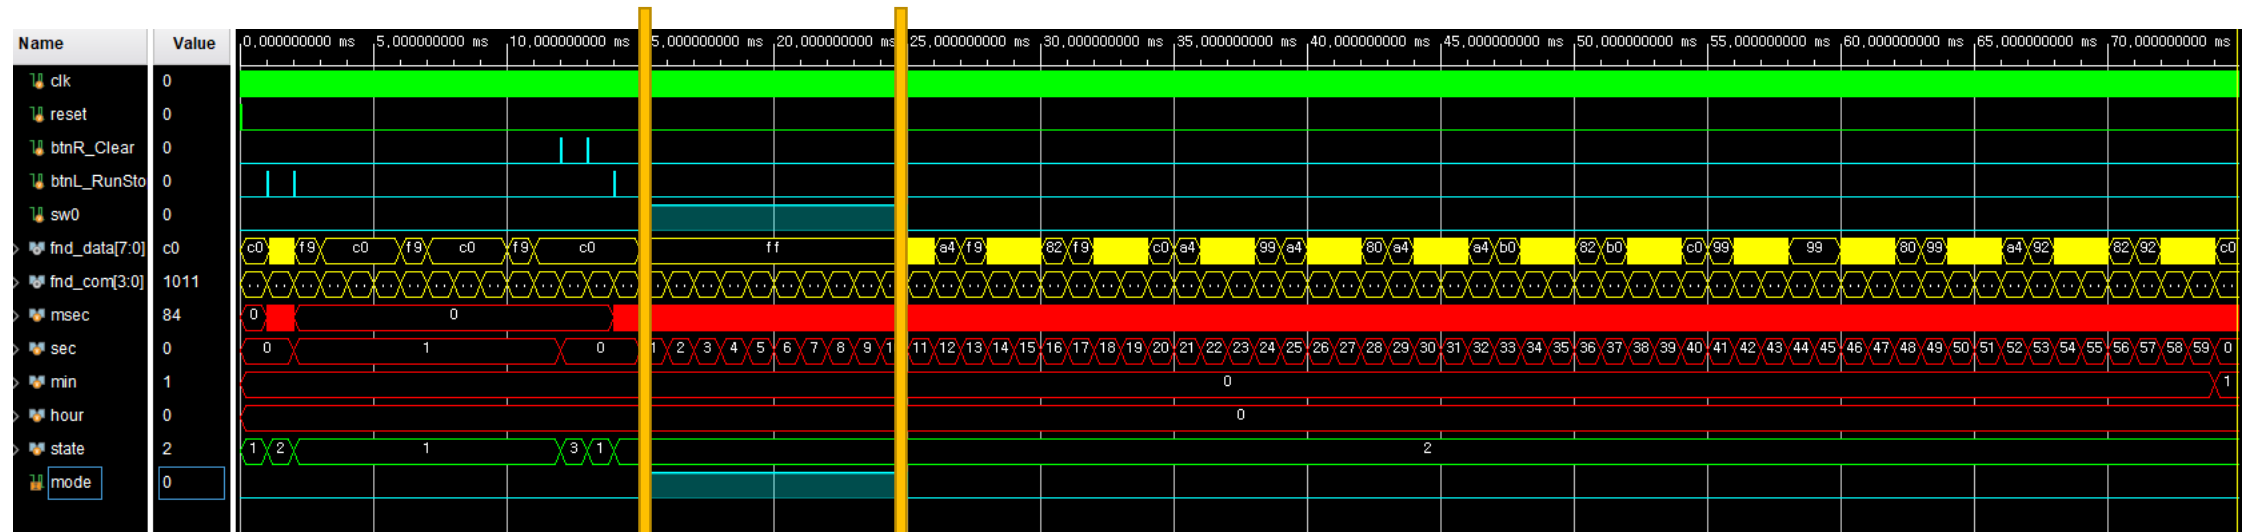 Name Value 0,000000000 ms 5,000000000 ms 10,000000000 ms 5,000000000 ms 20,000000000 ms 25,000000000 ms 30,000000000 ms 35,000000000 ms 40,000000000 ms 45,000000000 ms 50,000000000 ms 55,000000000 ms 60,000000000 ms 65,000000000 ms 70,000000000 ms
clk 0
reset 0
btnR_Clear 0
btnL_RunSto 0
sw0 0
fnd_data[7:0] c0 c0 f9 c0 f9 c0 f9 c0 ff a4 f9 82 f9 c0 a4 99 a4 80 a4 a4 b0 82 b0 c0 99 99 80 99 a4 92 82 92 c0
fnd_com[3:0] 1011
msec 84 0 0
sec 0 0 1 0 1 2 3 4 5 6 7 8 9 1 11 12 13 14 15 16 17 18 19 20 21 22 23 24 25 26 27 28 29 30 31 32 33 34 35 36 37 38 39 40 41 42 43 44 45 46 47 48 49 50 51 52 53 54 55 56 57 58 59 0
min 1 0 1
hour 0 0
state 2 1 2 1 3 1 2
mode 0